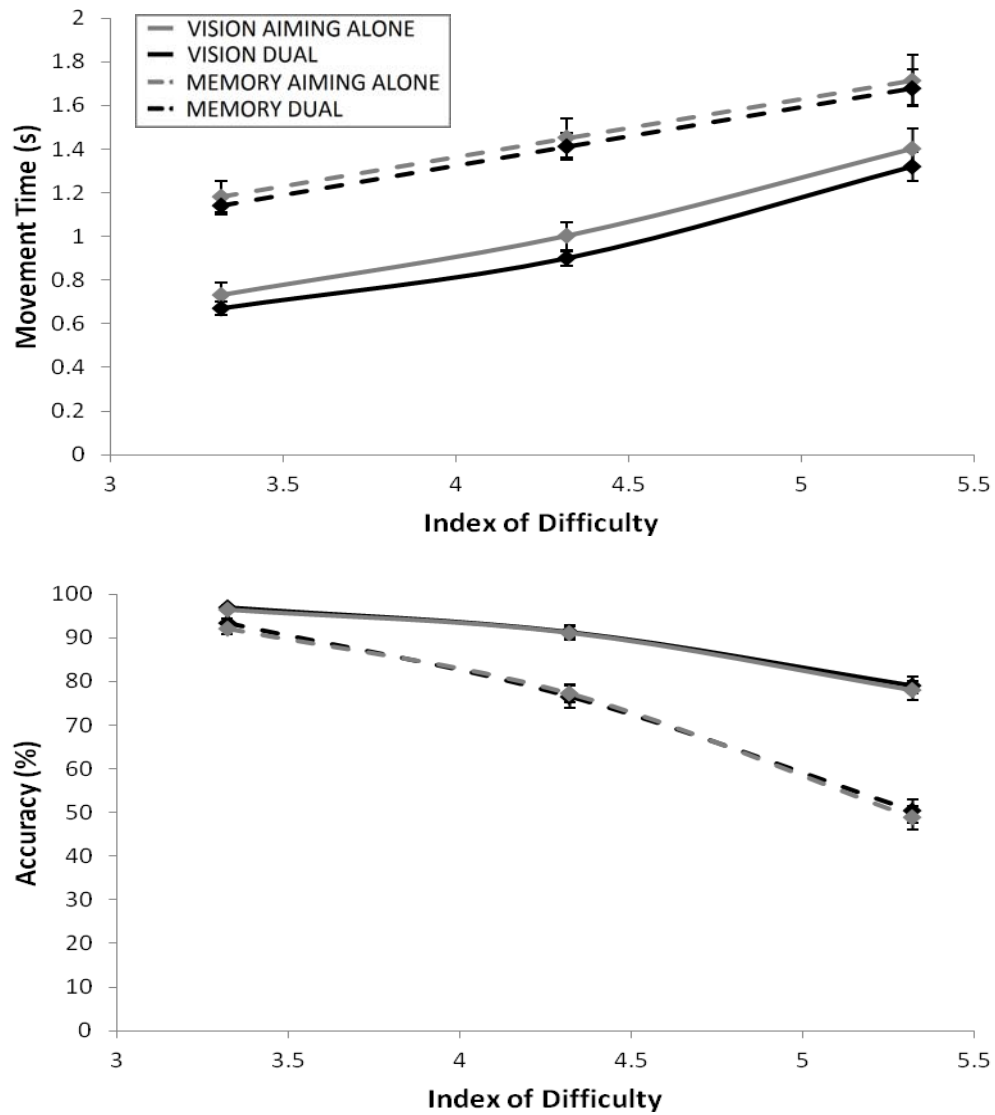 2
1.8
1.6
1.4
1.2
1
0.8
0.6
0.4
0.2
0
Movement Time (s)
VISION AIMING ALONE
VISION DUAL
MEMORY AIMING ALONE
MEMORY DUAL
3 3.5 4 4.5 5 5.5
Index of Difficulty
100
90
80
70
60
50
40
30
20
10
0
Accuracy (%)
3 3.5 4 4.5 5 5.5
Index of Difficulty